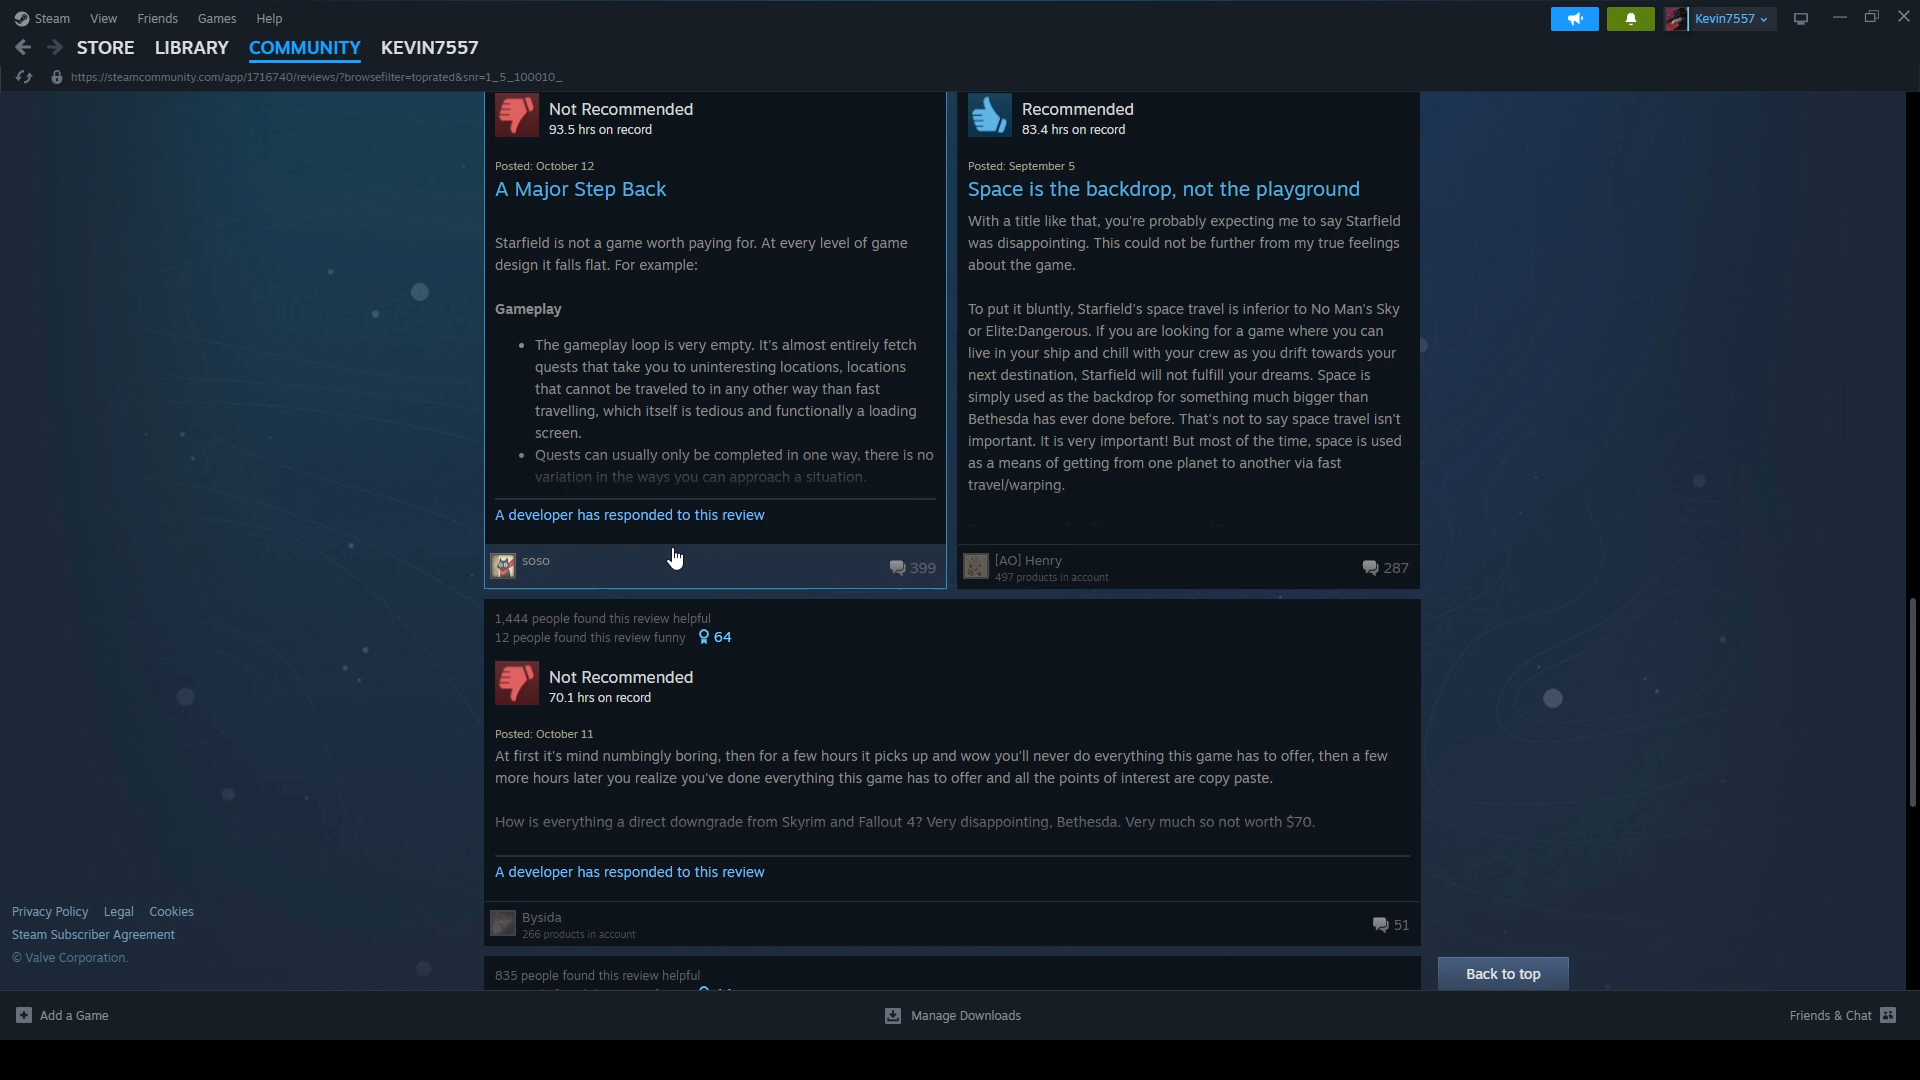 Steam View Friends Games Help
Kevin7557
STORE LIBRARY COMMUNITY KEVIN7557
https://steamcommunity.com/app/1716740/reviews/?browsefilter=toprated&snr=1_5_100010_
Not Recommended
93.5 hrs on record
Posted: October 12
A Major Step Back
Starfield is not a game worth paying for. At every level of game
design it falls flat. For example:
Gameplay
• The gameplay loop is very empty. It's almost entirely fetch
quests that take you to uninteresting locations, locations
that cannot be traveled to in any other way than fast
travelling, which itself is tedious and functionally a loading
screen.
• Quests can usually only be completed in one way, there is no
variation in the ways you can approach a situation.
A developer has responded to this review
soso
399
Recommended
83.4 hrs on record
Posted: September 5
Space is the backdrop, not the playground
With a title like that, you're probably expecting me to say Starfield
was disappointing. This could not be further from my true feelings
about the game.
To put it bluntly, Starfield's space travel is inferior to No Man's Sky
or Elite:Dangerous. If you are looking for a game where you can
live in your ship and chill with your crew as you drift towards your
next destination, Starfield will not fulfill your dreams. Space is
simply used as the backdrop for something much bigger than
Bethesda has ever done before. That's not to say space travel isn't
important. It is very important! But most of the time, space is used
as a means of getting from one planet to another via fast
travel/warping.
[AO] Henry
497 products in account
287
1,444 people found this review helpful
12 people found this review funny 64
Not Recommended
70.1 hrs on record
Posted: October 11
At first it's mind numbingly boring, then for a few hours it picks up and wow you'll never do everything this game has to offer, then a few
more hours later you realize you've done everything this game has to offer and all the points of interest are copy paste.
How is everything a direct downgrade from Skyrim and Fallout 4? Very disappointing, Bethesda. Very much so not worth $70.
A developer has responded to this review
Bysida
266 products in account
51
835 people found this review helpful
Privacy Policy Legal Cookies
Steam Subscriber Agreement
© Valve Corporation.
Back to top
Add a Game
Manage Downloads
Friends & Chat